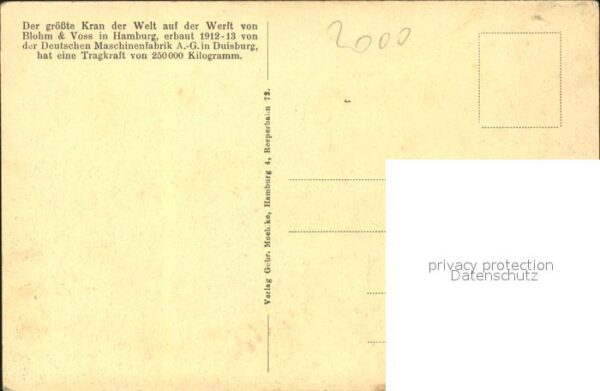 Der größte Kran der Welt auf der Werft von
Blohm & Voss in Hamburg, erbaut 1912-13 von
der Deutschen Maschinenfabrik A.-G. in Duisburg,
hat eine Tragkraft von 250000 Kilogramm.
2000
Verlag Gebr. Moehlke, Hamburg 4, Reeperbahn 72.
privacy protection
Datenschutz